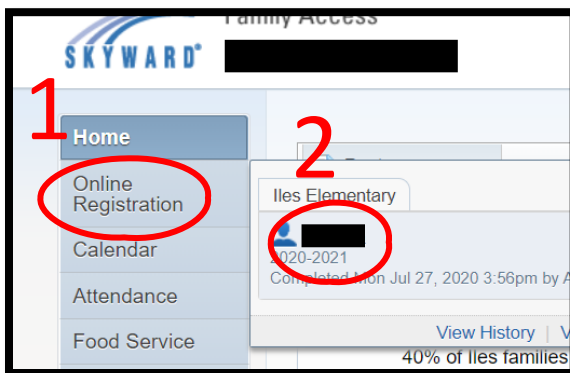 Family Access
SKYWARD
1
Home
2
Online
Registration
Iles Elementary
Calendar
2020-2021
Completed Mon Jul 27, 2020 3:56pm by A
Attendance
Food Service
View History | V
40% of Iles families